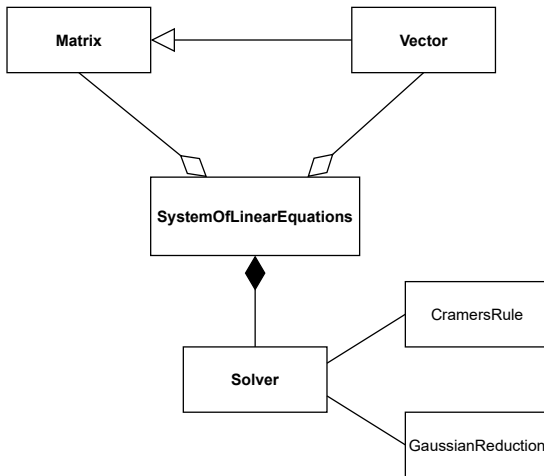 Matrix
Vector
SystemOfLinearEquations
CramersRule
Solver
GaussianReduction